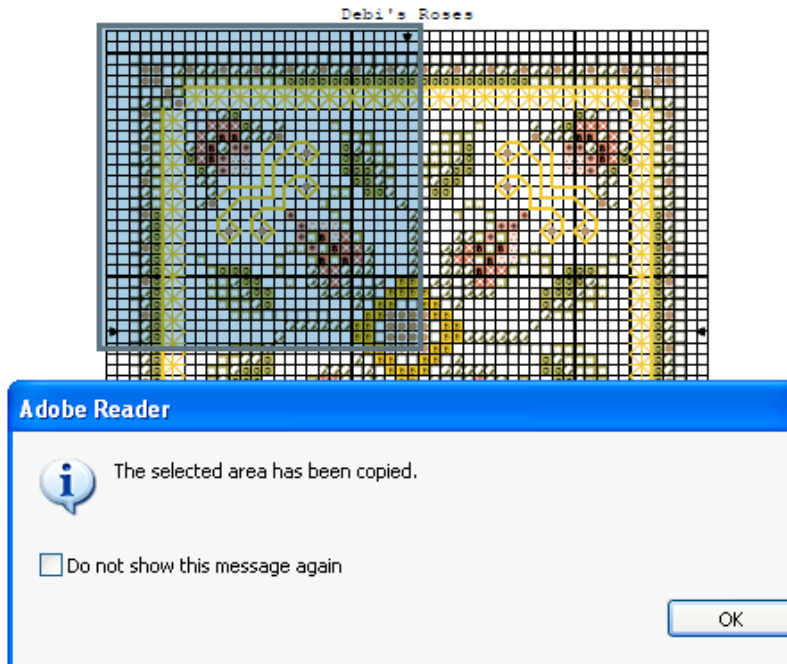 Debi's Roses
Adobe Reader
The selected area has been copied.
Do not show this message again
OK